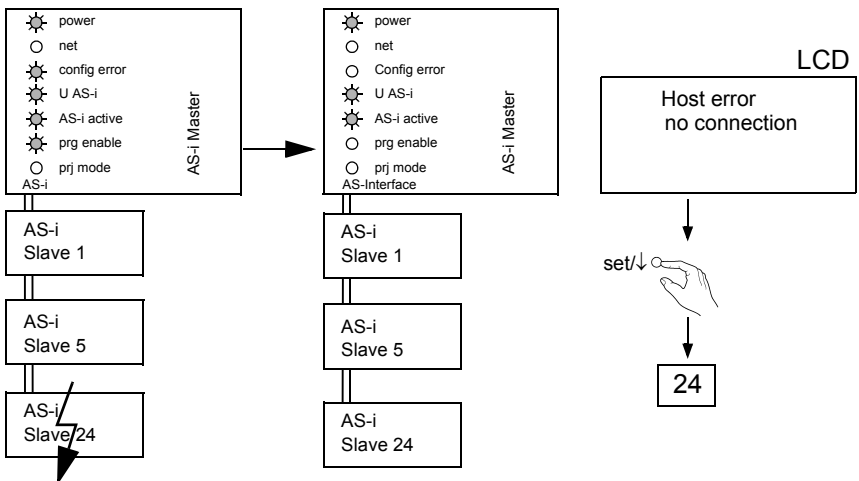 power
net
config error
U AS-i
AS-i active
prg enable
prj mode
AS-i
AS-i Master
AS-i
Slave 1
AS-i
Slave 5
AS-i
Slave 24
power
net
Config error
U AS-i
AS-i active
prg enable
prj mode
AS-Interface
AS-i Master
AS-i
Slave 1
AS-i
Slave 5
AS-i
Slave 24
LCD
Host error
no connection
set/↓
24